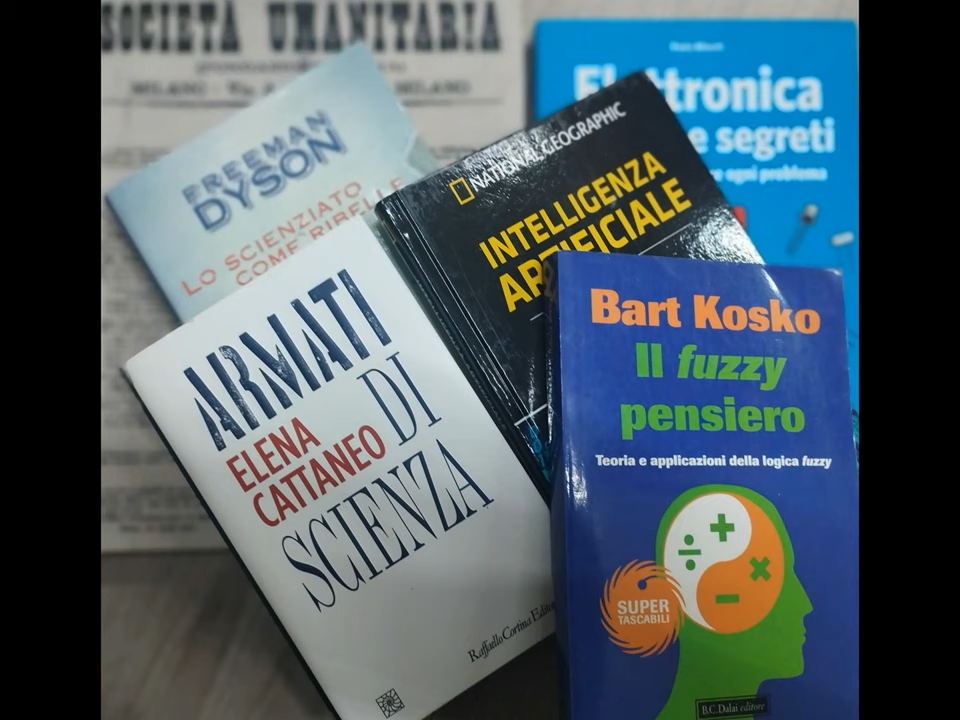 SOCIETÀ UMANITARIA
MILANO
MILANO
FREEMAN
DYSON
LO SCIENZIATO
COME RIBELLE
NATIONAL GEOGRAPHIC
INTELLIGENZA
ARTIFICIALE
Elettronica
e segreti
ogni problema
ARMATI
DI
ELENA
CATTANEO
SCIENZA
Raffaello Cortina Editore
Bart Kosko
Il fuzzy
pensiero
Teoria e applicazioni della logica fuzzy
SUPER
TASCABILI
B.C.Dalai editore